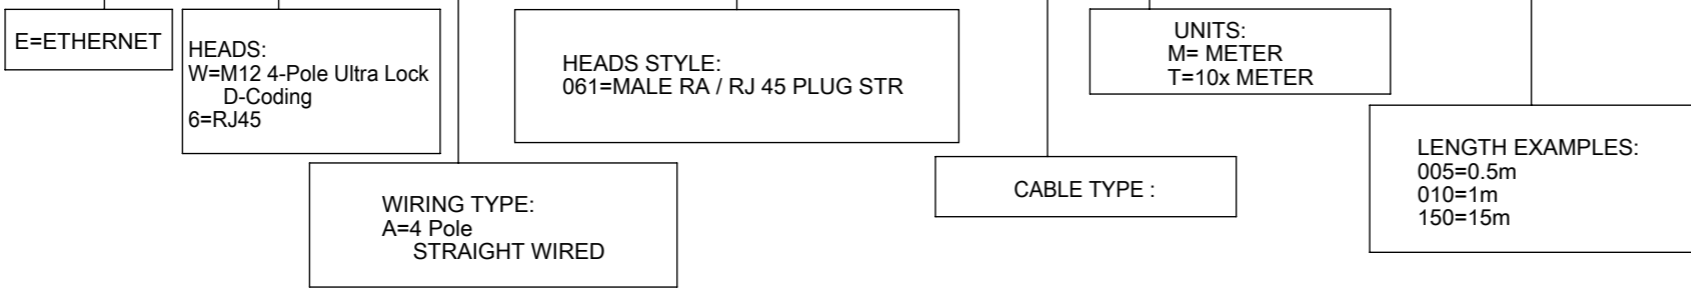 E=ETHERNET
HEADS:
W=M12 4-Pole Ultra Lock
D-Coding
6=RJ45
WIRING TYPE:
A=4 Pole
STRAIGHT WIRED
HEADS STYLE:
061=MALE RA / RJ 45 PLUG STR
CABLE TYPE :
UNITS:
M= METER
T=10x METER
LENGTH EXAMPLES:
005=0.5m
010=1m
150=15m